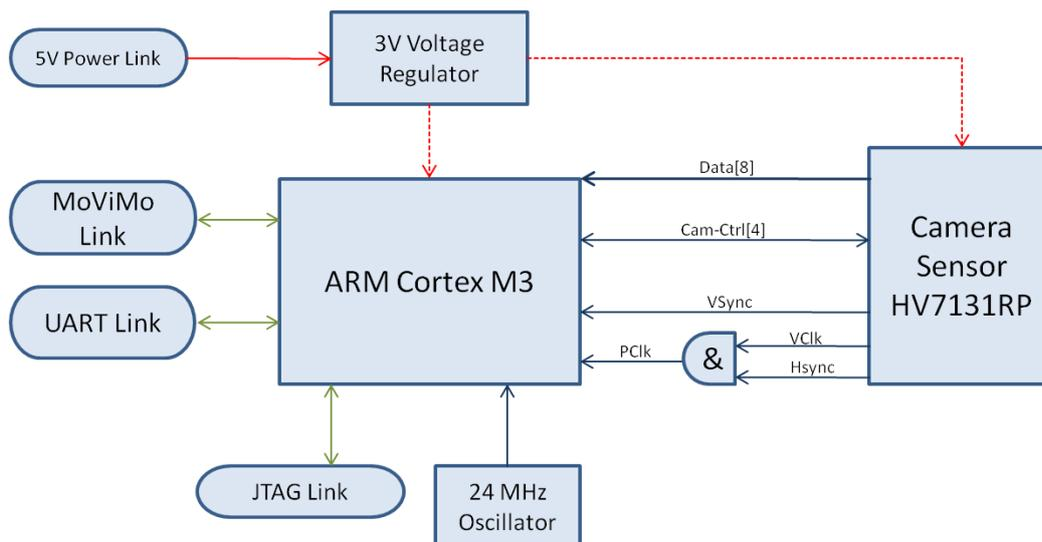 5V Power Link
3V Voltage
Regulator
MoViMo
Link
UART Link
ARM Cortex M3
Data[8]
Cam-Ctrl[4]
VSync
PClk
&
VClk
Hsync
Camera
Sensor
HV7131RP
JTAG Link
24 MHz
Oscillator